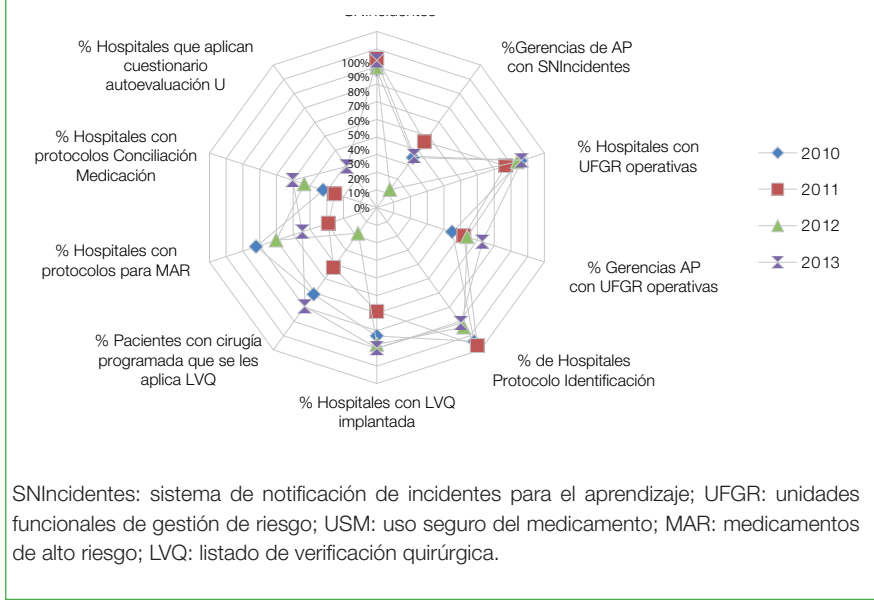 SNIncidentes
% Hospitales que aplican
cuestionario
autoevaluación U
%Gerencias de AP
con SNIncidentes
100%
90%
80%
70%
60%
50%
40%
30%
20%
10%
0%
% Hospitales con
protocolos Conciliación
Medicación
% Hospitales con
UFGR operativas
2010
2011
2012
2013
% Hospitales con
protocolos para MAR
% Gerencias AP
con UFGR operativas
% Pacientes con cirugía
programada que se les
aplica LVQ
% de Hospitales
Protocolo Identificación
% Hospitales con LVQ
implantada
SNIncidentes: sistema de notificación de incidentes para el aprendizaje; UFGR: unidades
funcionales de gestión de riesgo; USM: uso seguro del medicamento; MAR: medicamentos
de alto riesgo; LVQ: listado de verificación quirúrgica.